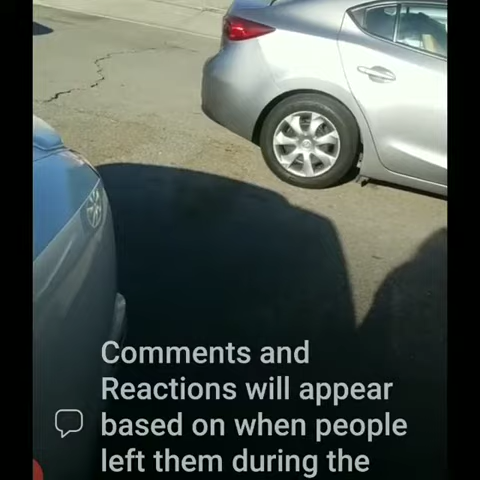 Comments and
Reactions will appear
based on when people
left them during the